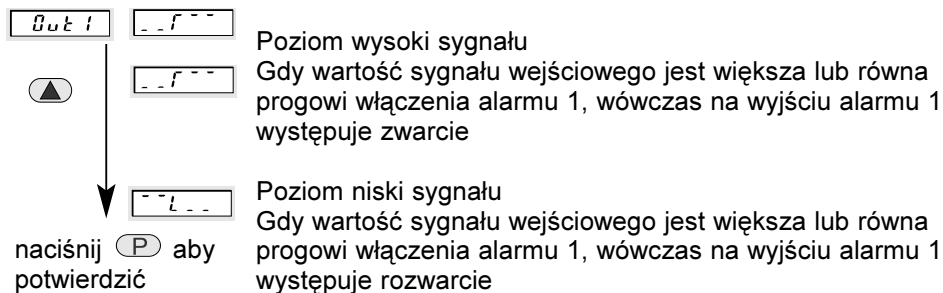 Out 1
Poziom wysoki sygnału
Gdy wartość sygnału wejściowego jest większa lub równa
progowi włączenia alarmu 1, wówczas na wyjściu alarmu 1
występuje zwarcie
Poziom niski sygnału
Gdy wartość sygnału wejściowego jest większa lub równa
progowi włączenia alarmu 1, wówczas na wyjściu alarmu 1
występuje rozwarcie
naciśnij P aby
potwierdzić